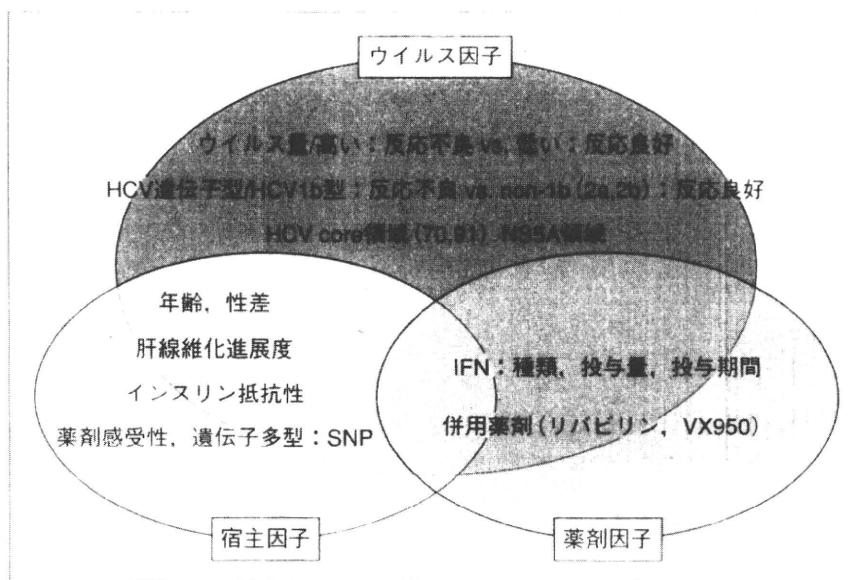 ウイルス因子
ウイルス量/高い：反応不良 vs. 低い：反応良好
HCV遺伝子型/HCV1b型：反応不良 vs. non-1b (2a,2b)：反応良好
HCV core領域 (70,91) NS5A領域
年齢，性差
肝線維化進展度
インスリン抵抗性
薬剤感受性，遺伝子多型：SNP
IFN：種類，投与量，投与期間
併用薬剤(リバビリン，VX950)
宿主因子
薬剤因子